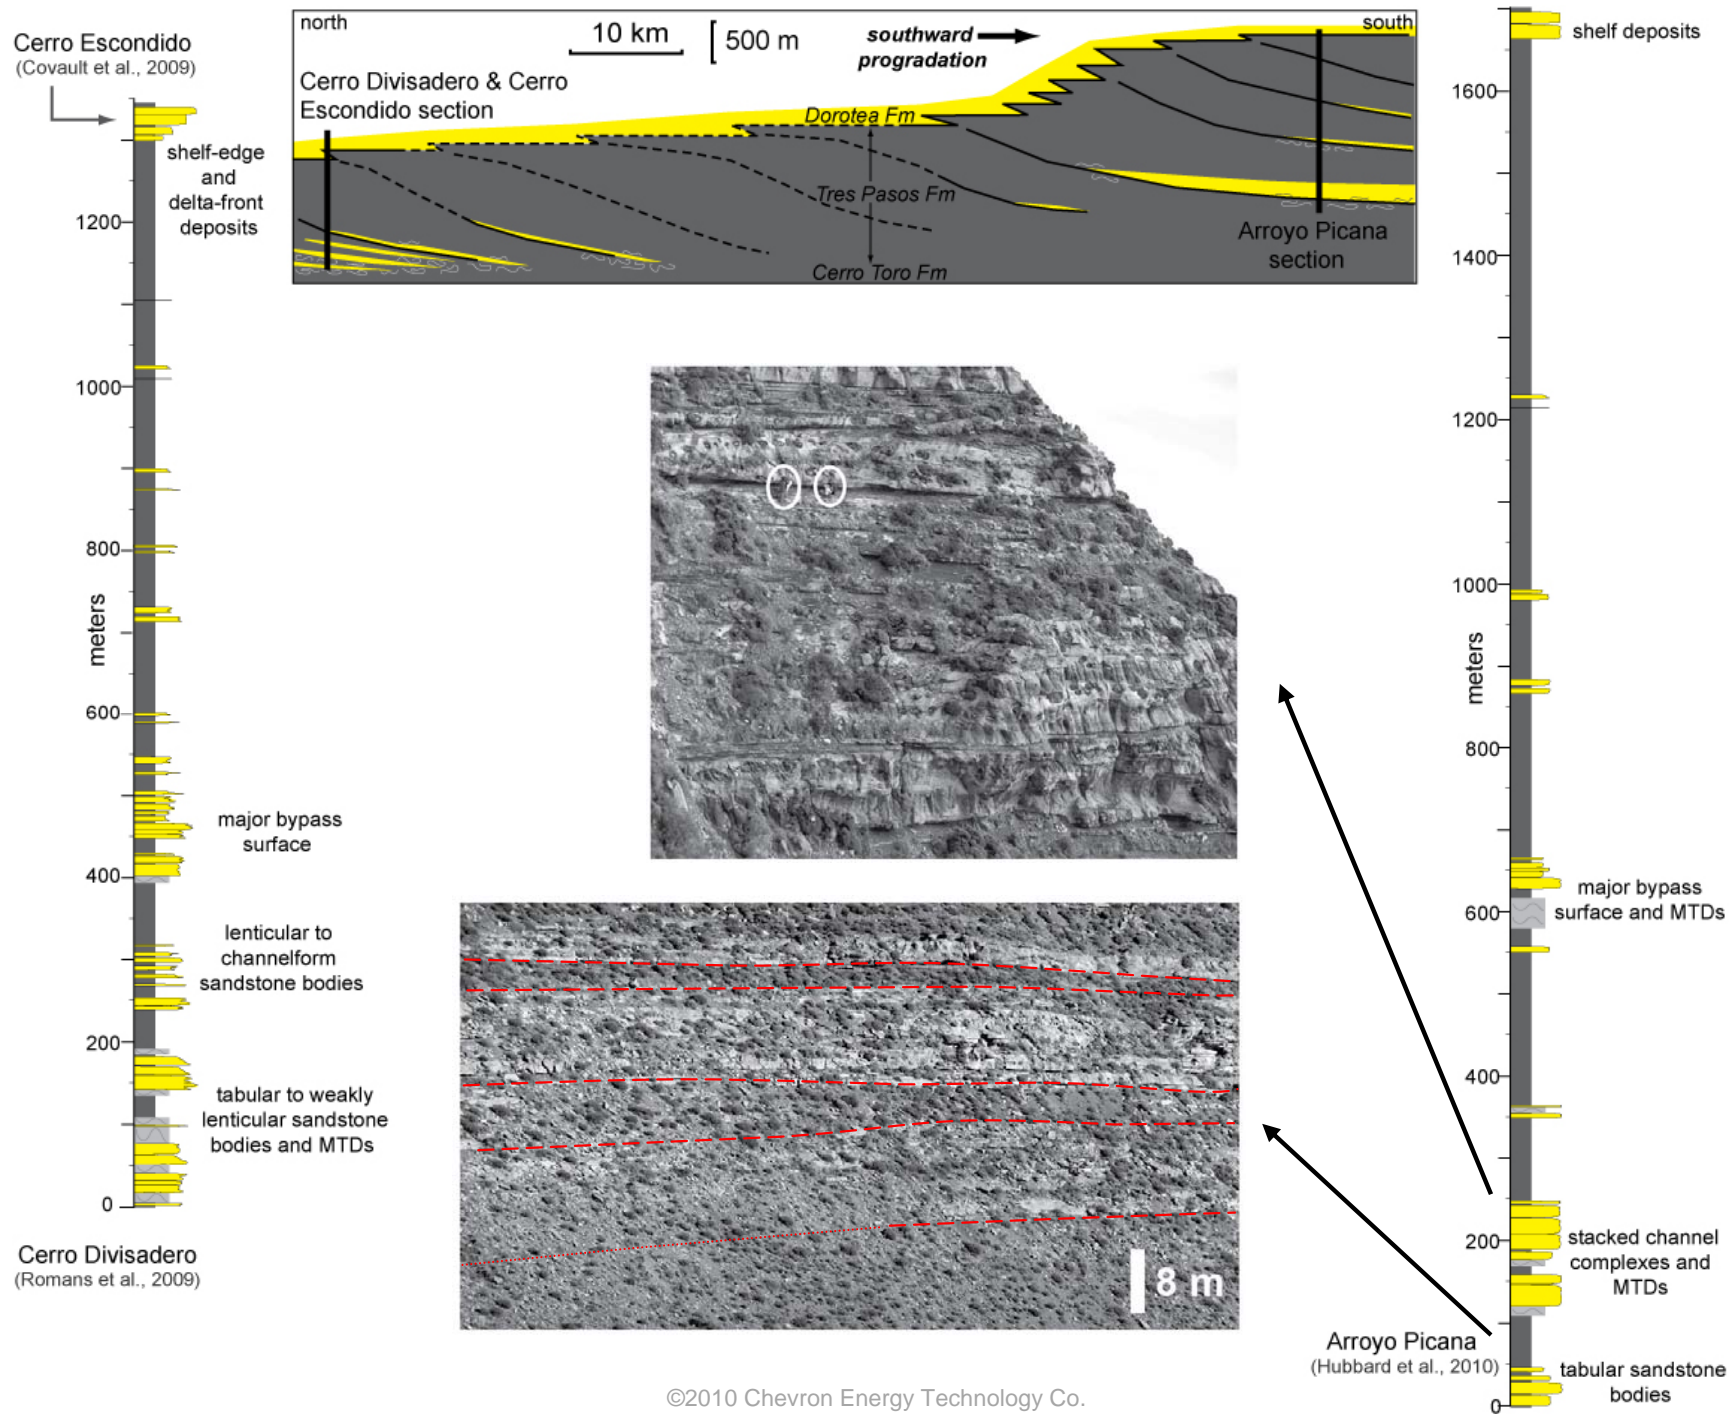 Cerro Escondido
(Covault et al., 2009)
shelf-edge
and
delta-front
deposits
1200
1000
800
meters
600
major bypass
surface
400
lenticular to
channelform
sandstone bodies
200
tabular to weakly
lenticular sandstone
bodies and MTDs
0
Cerro Divisadero
(Romans et al., 2009)
north
10 km
500 m
southward
progradation
south
Cerro Divisadero & Cerro
Escondido section
Dorotea Fm
Tres Pasos Fm
Cerro Toro Fm
Arroyo Picana
section
8 m
shelf deposits
1600
1400
1200
1000
meters
800
major bypass
surface and MTDs
600
400
200
stacked channel
complexes and
MTDs
Arroyo Picana
(Hubbard et al., 2010)
tabular sandstone
bodies
0
©2010 Chevron Energy Technology Co.